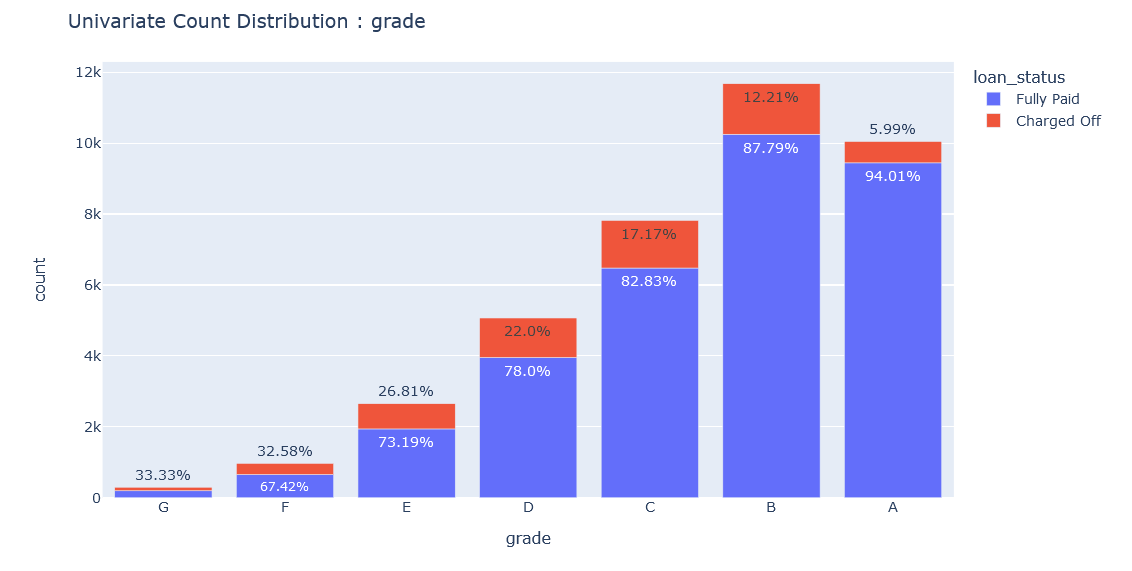 Univariate Count Distribution : grade
12k
10k
8k
6k
4k
2k
0
count
33.33%
32.58%
67.42%
26.81%
73.19%
22.0%
78.0%
17.17%
82.83%
12.21%
87.79%
5.99%
94.01%
G F E D C B A
grade
loan_status
Fully Paid
Charged Off